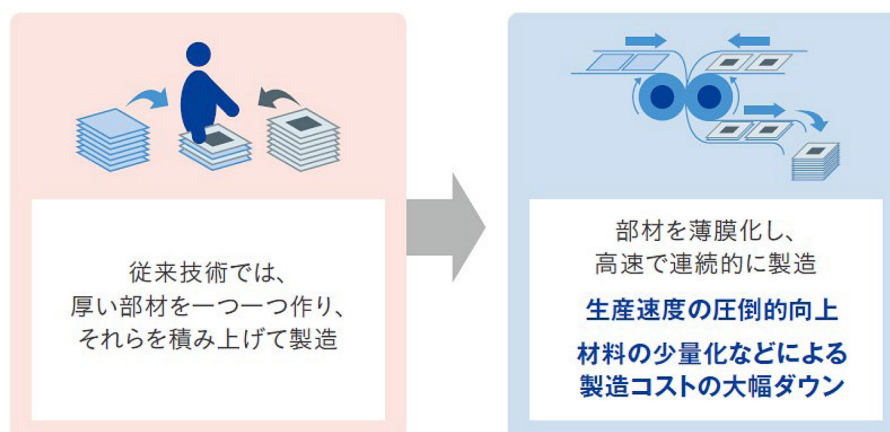 従来技術では、
厚い部材を一つ一つ作り、
それらを積み上げて製造
部材を薄膜化し、
高速で連続的に製造
生産速度の圧倒的向上
材料の少量化などによる
製造コストの大幅ダウン